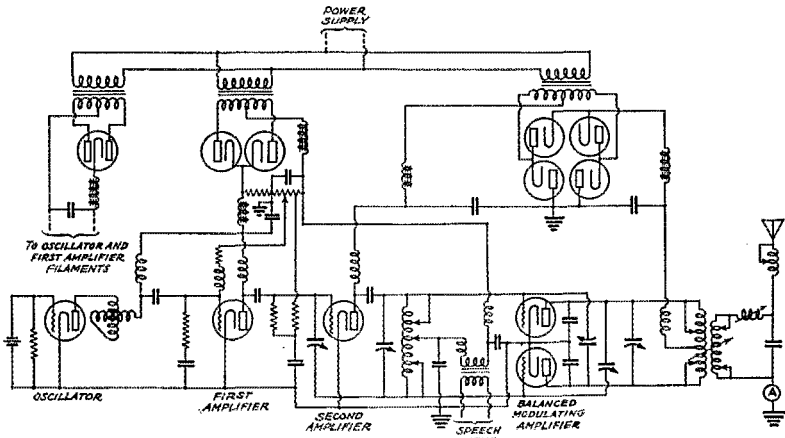 POWER
SUPPLY
TO OSCILLATOR AND
FIRST AMPLIFIER
FILAMENTS
OSCILLATOR
FIRST
AMPLIFIER
SECOND
AMPLIFIER
SPEECH
BALANCED
MODULATING
AMPLIFIER
A